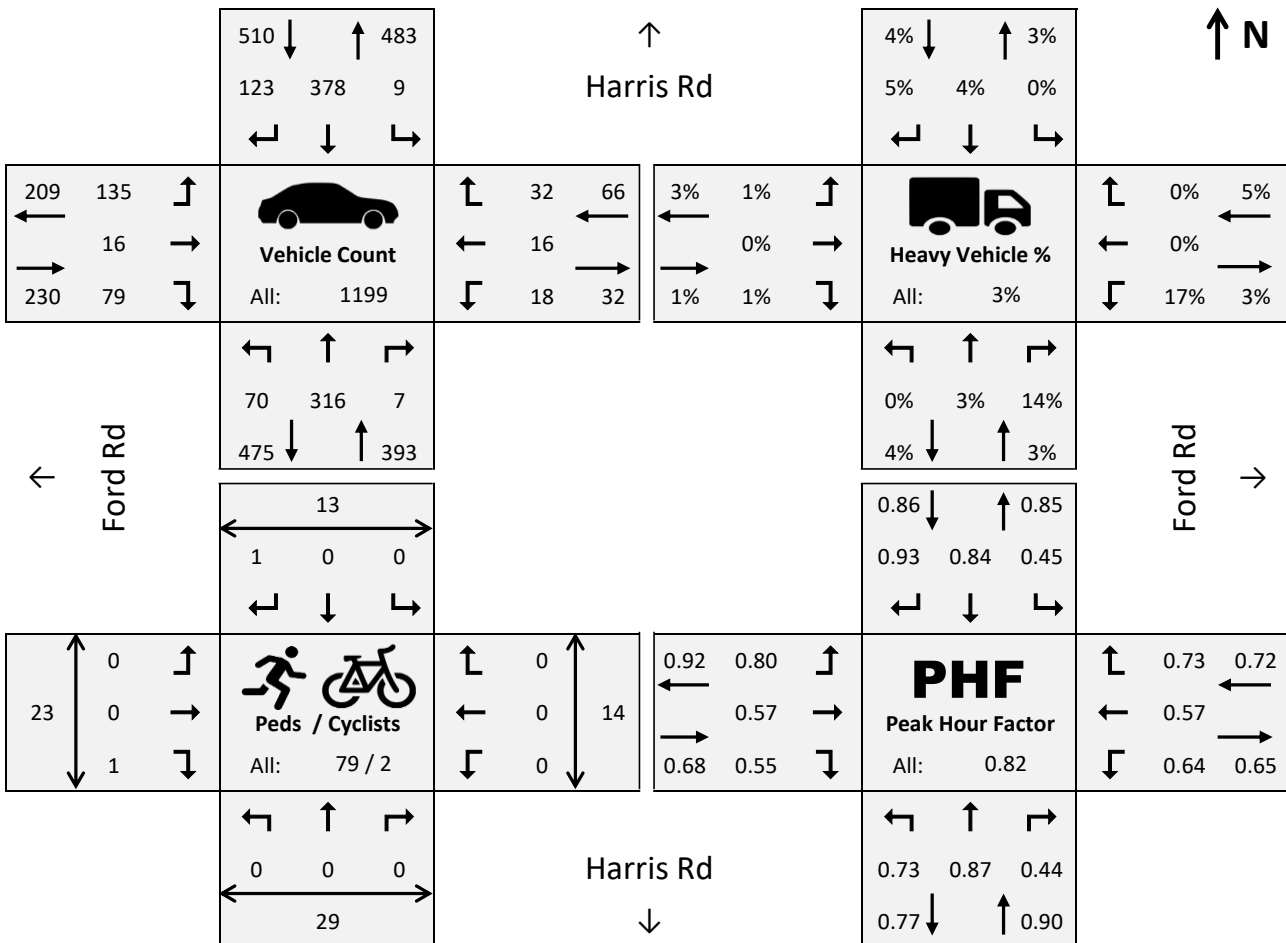 510 483 4% 3% N
Harris Rd
123 378 9 5% 4% 0%
209 135 32 66 3% 1% 0% 5%
16 Vehicle Count 16 0% Heavy Vehicle % 0%
230 79 All: 1199 18 32 1% 1% All: 3% 17% 3%
70 316 7 0% 3% 14%
475 393 4% 3%
Ford Rd Ford Rd
13 0.86 0.85
1 0 0 0.93 0.84 0.45
0 0 0.92 0.80 PHF 0.73 0.72
23 0 Peds / Cyclists 0 14 0.57 Peak Hour Factor 0.57
1 All: 79 / 2 0 0.68 0.55 All: 0.82 0.64 0.65
0 0 0 Harris Rd 0.73 0.87 0.44
29 0.77 0.90